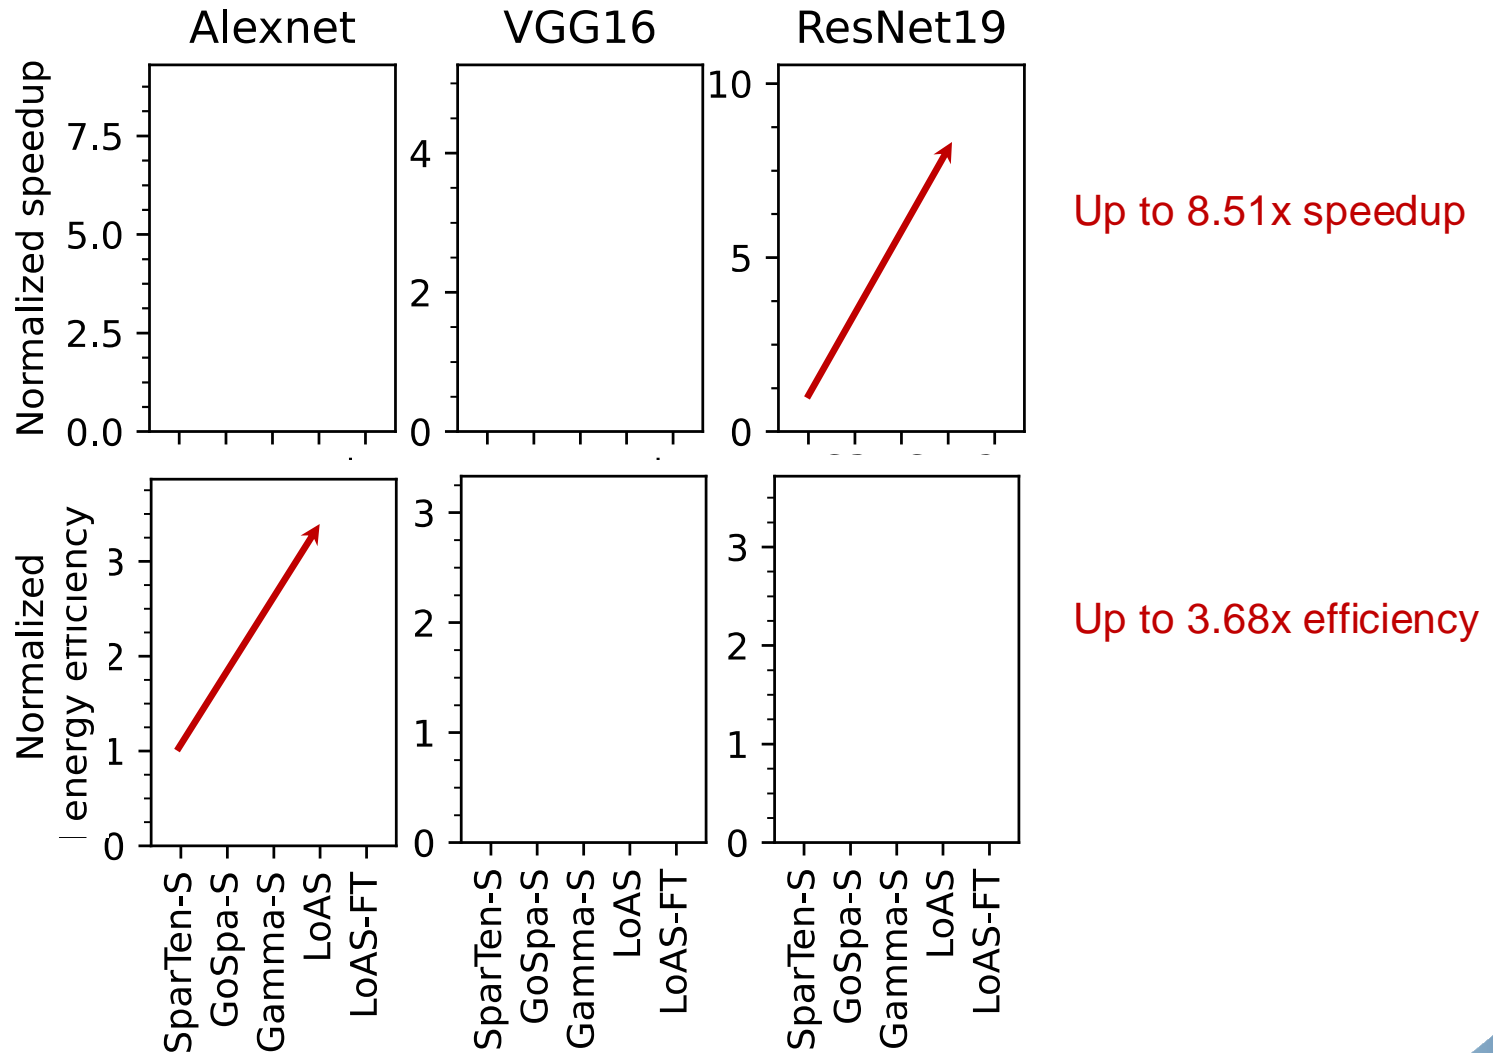 Alexnet VGG16 ResNet19
Normalized speedup
7.5
5.0
2.5
0.0
4
2
0
10
5
0
Up to 8.51x speedup
Normalized
energy efficiency
3
2
1
0
3
2
1
0
3
2
1
0
Up to 3.68x efficiency
SparTen-S
GoSpa-S
Gamma-S
LoAS
LoAS-FT
SparTen-S
GoSpa-S
Gamma-S
LoAS
LoAS-FT
SparTen-S
GoSpa-S
Gamma-S
LoAS
LoAS-FT